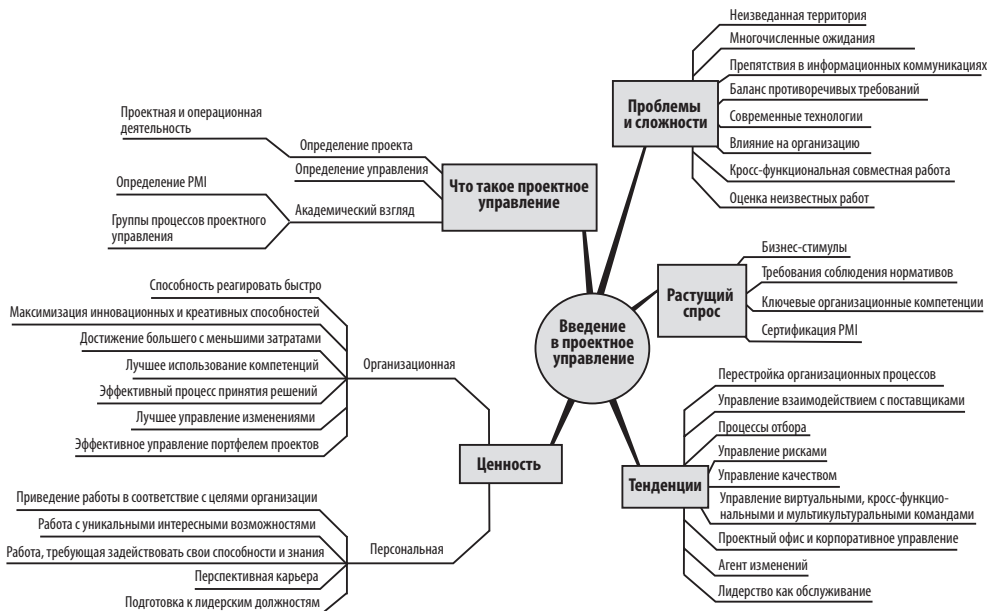 Неизведанная территория
Многочисленные ожидания
Препятствия в информационных коммуникациях
Баланс противоречивых требований
Современные технологии
Влияние на организацию
Кросс-функциональная совместная работа
Оценка неизвестных работ
Проблемы
и сложности
Проектная и операционная
деятельность
Определение проекта
Определение управления
Определение PMI
Академический взгляд
Группы процессов проектного
управления
Что такое проектное
управление
Бизнес-стимулы
Требования соблюдения нормативов
Ключевые организационные компетенции
Сертификация PMI
Растущий
спрос
Введение
в проектное
управление
Способность реагировать быстро
Максимизация инновационных и креативных способностей
Достижение большего с меньшими затратами
Лучшее использование компетенций
Эффективный процесс принятия решений
Лучшее управление изменениями
Эффективное управление портфелем проектов
Организационная
Ценность
Приведение работы в соответствие с целями организации
Работа с уникальными интересными возможностями
Работа, требующая задействовать свои способности и знания
Перспективная карьера
Подготовка к лидерским должностям
Персональная
Тенденции
Перестройка организационных процессов
Управление взаимодействием с поставщиками
Процессы отбора
Управление рисками
Управление качеством
Управление виртуальными, кросс-функцио-
нальными и мультикультурными командами
Проектный офис и корпоративное управление
Агент изменений
Лидерство как обслуживание